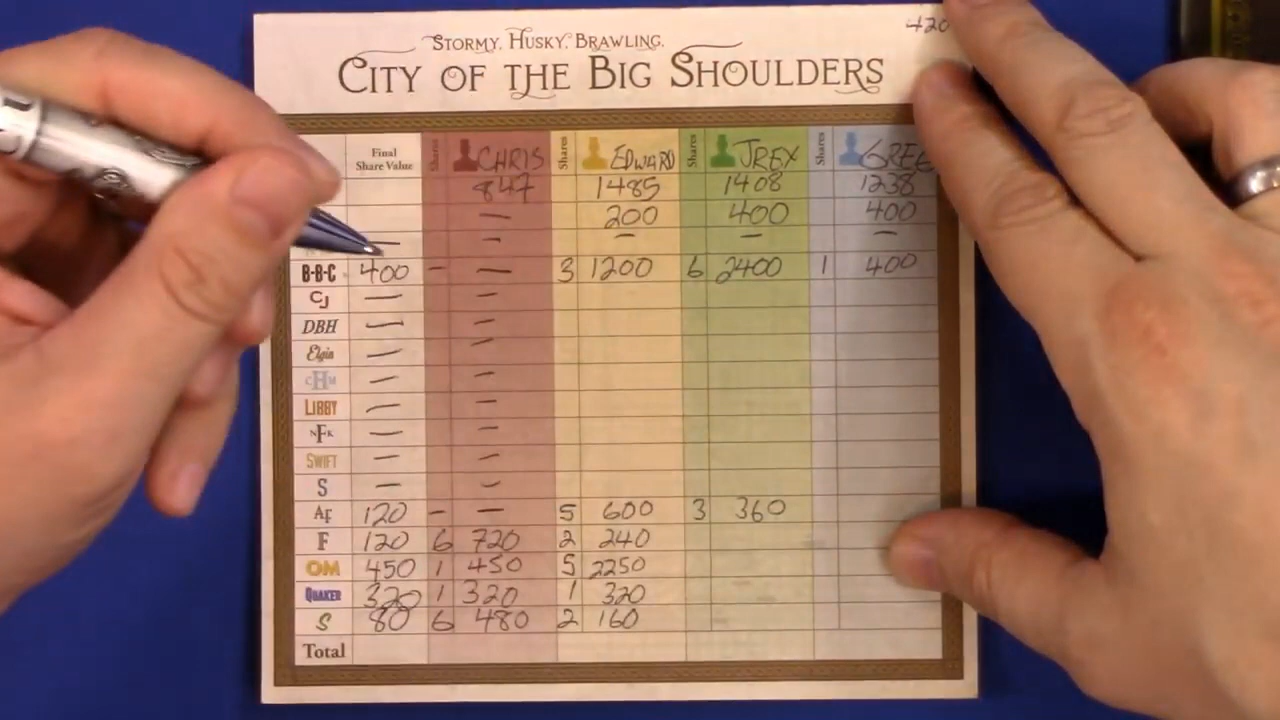 420
STORMY. HUSKY. BRAWLING.
CITY OF THE BIG SHOULDERS
Final Share Value Shares CHRIS Shares EDWARD Shares JREX Shares
847 1485 1408 1238
— 200 400 400
— — — — —
B-B-C 400 - — 3 1200 6 2400 1 400
CJ — —
DBH — —
Elgin — —
CHM — —
LIBBY — —
NFK — —
SWIFT — —
S — —
AF 120 - — 5 600 3 360
F 120 6 720 2 240
OM 450 1 450 5 2250
QUAKER 320 1 320 1 320
S 80 6 480 2 160
Total